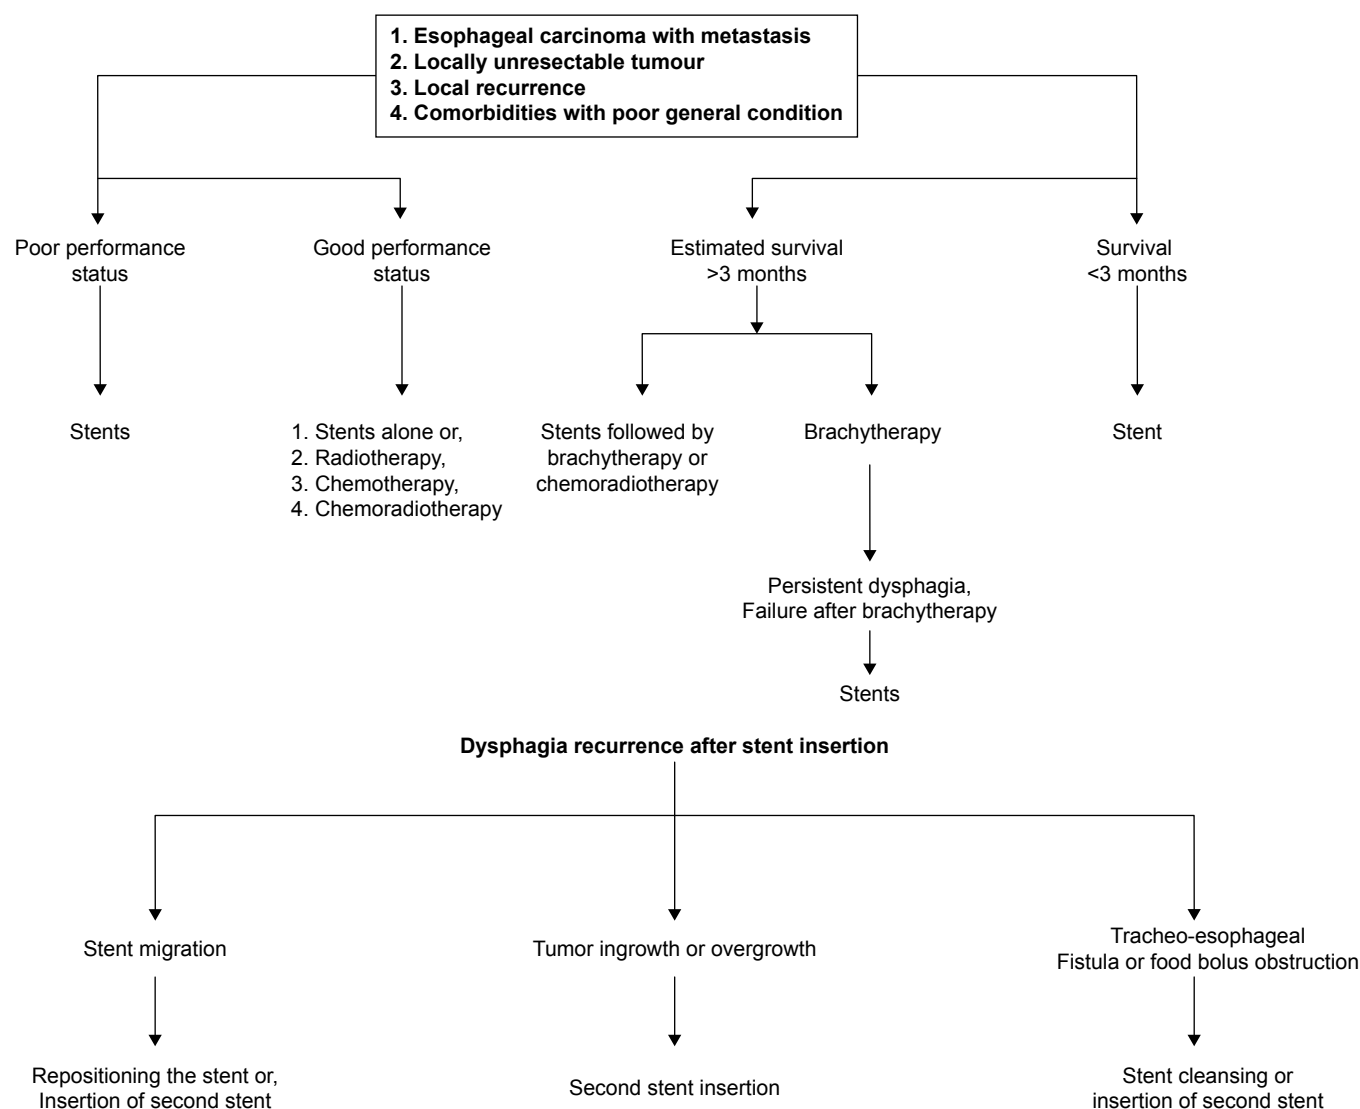 1. Esophageal carcinoma with metastasis
2. Locally unresectable tumour
3. Local recurrence
4. Comorbidities with poor general condition
Poor performance
status
Good performance
status
Estimated survival
>3 months
Survival
<3 months
Stents
1. Stents alone or,
2. Radiotherapy,
3. Chemotherapy,
4. Chemoradiotherapy
Stents followed by
brachytherapy or
chemoradiotherapy
Brachytherapy
Stent
Persistent dysphagia,
Failure after brachytherapy
Stents
Dysphagia recurrence after stent insertion
Stent migration
Tumor ingrowth or overgrowth
Tracheo-esophageal
Fistula or food bolus obstruction
Repositioning the stent or,
Insertion of second stent
Second stent insertion
Stent cleansing or
insertion of second stent